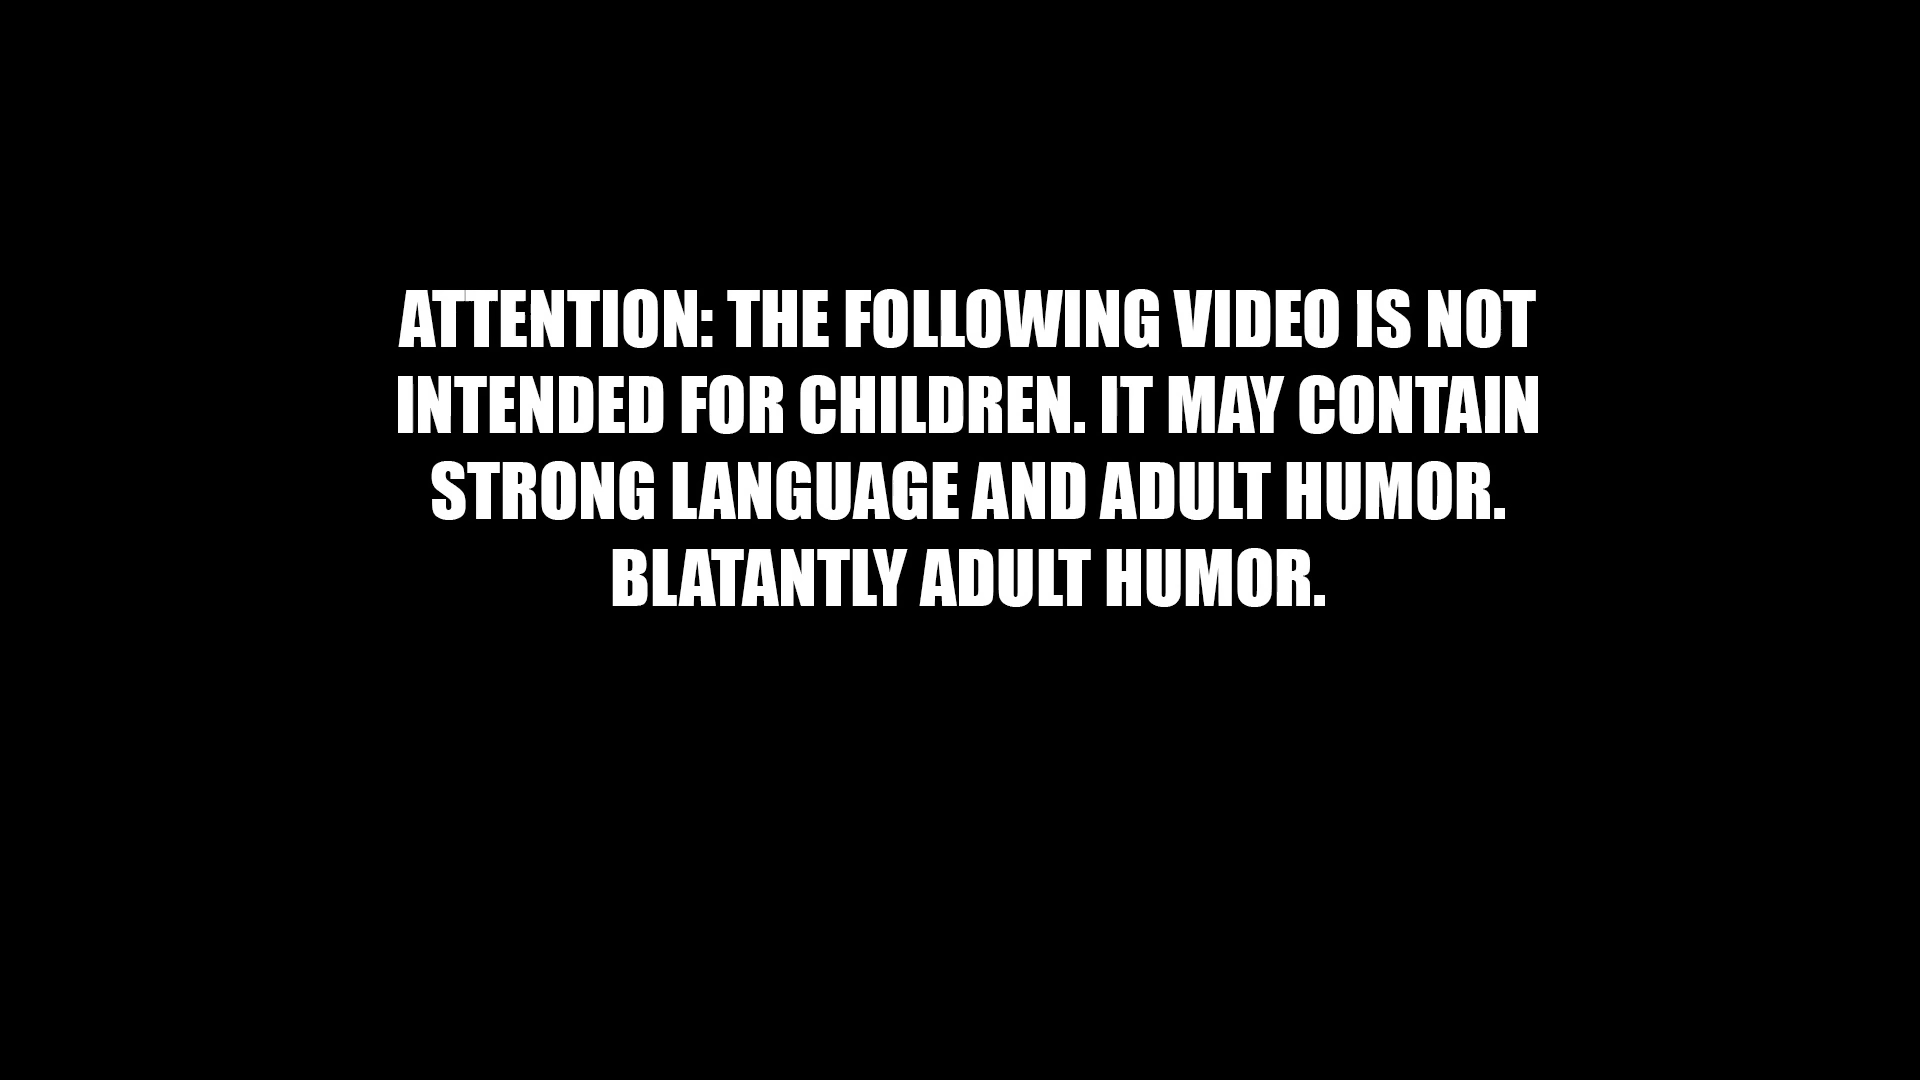 ATTENTION: THE FOLLOWING VIDEO IS NOT
INTENDED FOR CHILDREN. IT MAY CONTAIN
STRONG LANGUAGE AND ADULT HUMOR.
BLATANTLY ADULT HUMOR.